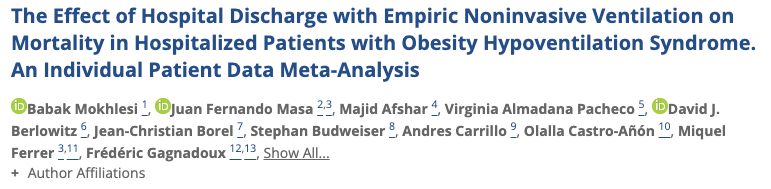 The Effect of Hospital Discharge with Empiric Noninvasive Ventilation on
Mortality in Hospitalized Patients with Obesity Hypoventilation Syndrome.
An Individual Patient Data Meta-Analysis
iD Babak Mokhlesi 1, iD Juan Fernando Masa 2,3, Majid Afshar 4, Virginia Almadana Pacheco 5, iD David J.
Berlowitz 6, Jean-Christian Borel 7, Stephan Budweiser 8, Andres Carrillo 9, Olalla Castro-Añón 10, Miquel
Ferrer 3,11, Frédéric Gagnadoux 12,13, Show All...
+ Author Affiliations